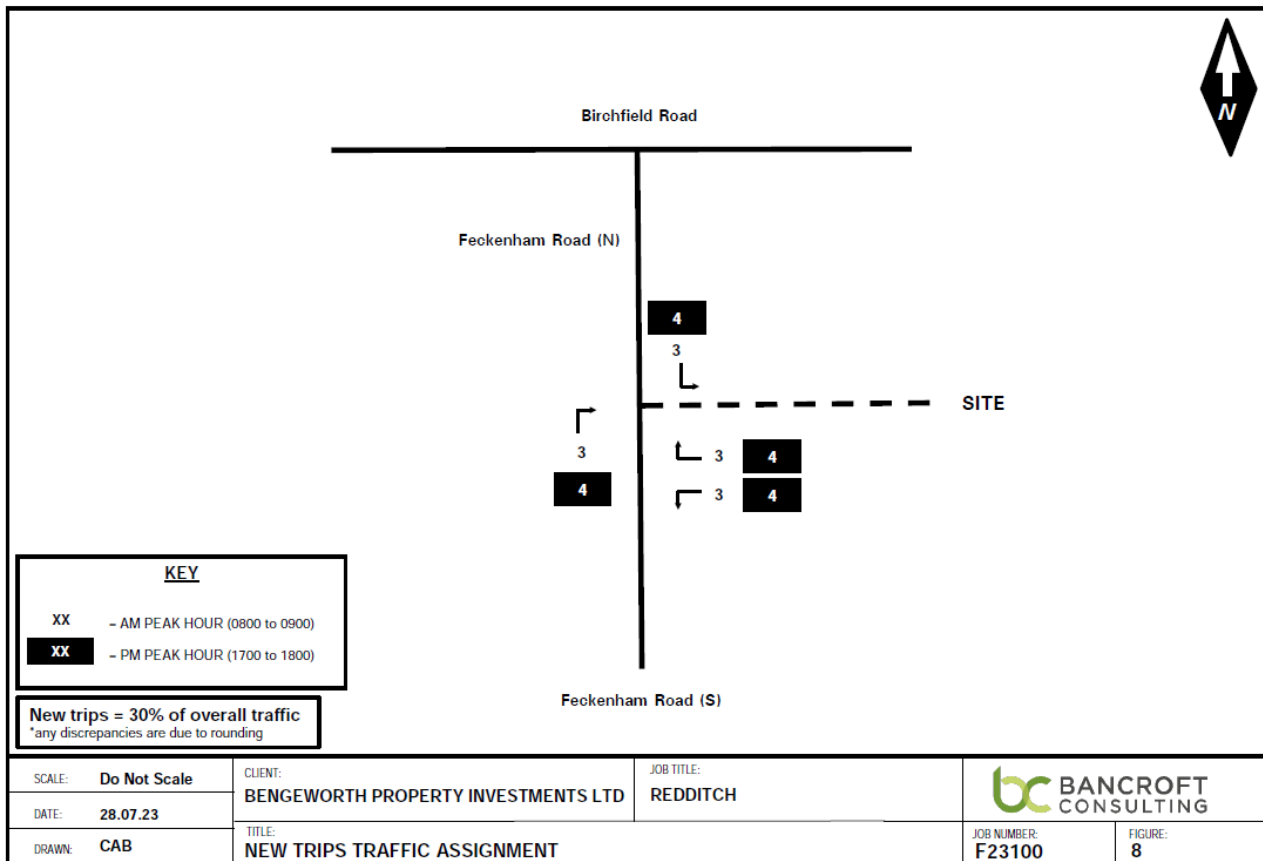 N
Birchfield Road
Feckenham Road (N)
4
3
SITE
3
4
3 4
3 4
KEY
XX – AM PEAK HOUR (0800 to 0900)
XX – PM PEAK HOUR (1700 to 1800)
New trips = 30% of overall traffic
*any discrepancies are due to rounding
Feckenham Road (S)
SCALE: Do Not Scale
DATE: 28.07.23
DRAWN: CAB
CLIENT:
BENGEWORTH PROPERTY INVESTMENTS LTD
JOB TITLE:
REDDITCH
TITLE:
NEW TRIPS TRAFFIC ASSIGNMENT
bc BANCROFT
CONSULTING
JOB NUMBER:
F23100
FIGURE:
8